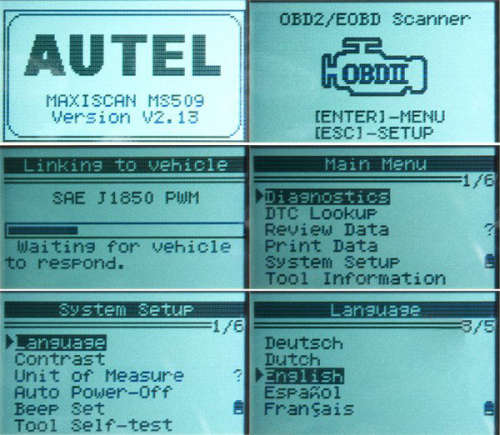 AUTEL
MAXISCAN MS509
Version V2.13
OBD2/EOBD Scanner
OBDII
[ENTER]-MENU
[ESC]-SETUP
Linking to vehicle
SAE J1850 PWM
Waiting for vehicle
to respond.
Main Menu
1/6
Diagnostics
DTC Lookup
Review Data ?
Print Data
System Setup
Tool Information
System Setup
1/6
Language
Contrast
Unit of Measure ?
Auto Power-Off
Beep Set
Tool Self-test
Language
3/5
Deutsch
Dutch
English
Español
Français